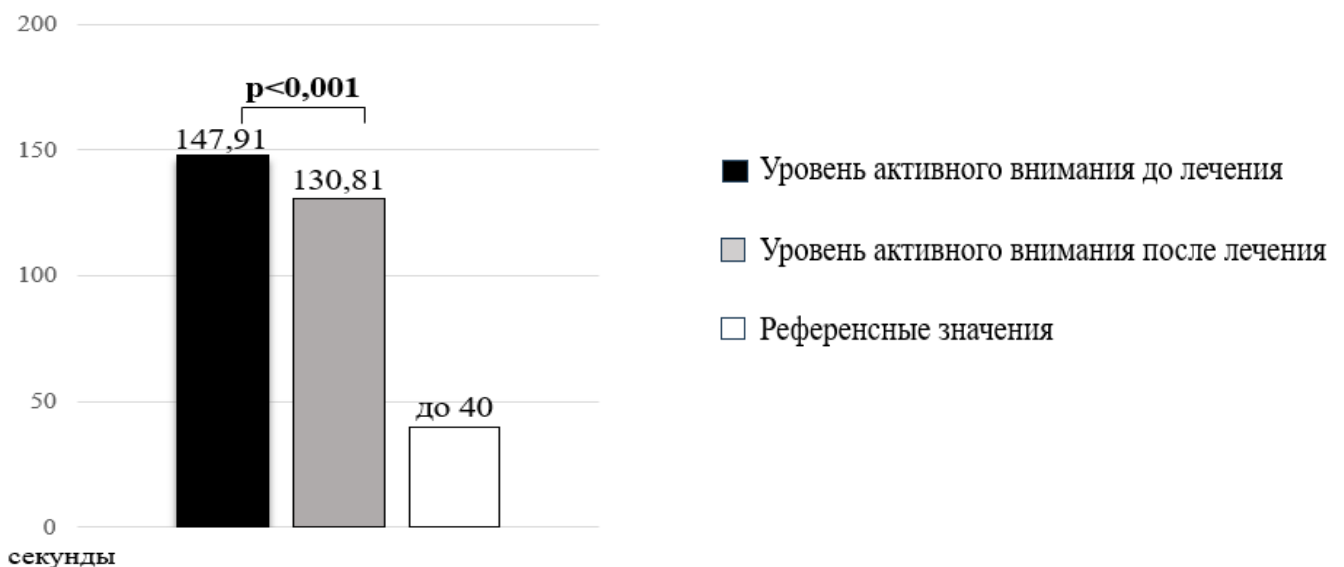 200
p<0,001
147,91
150
130,81
100
50
до 40
0
секунды
Уровень активного внимания до лечения
Уровень активного внимания после лечения
Референсные значения